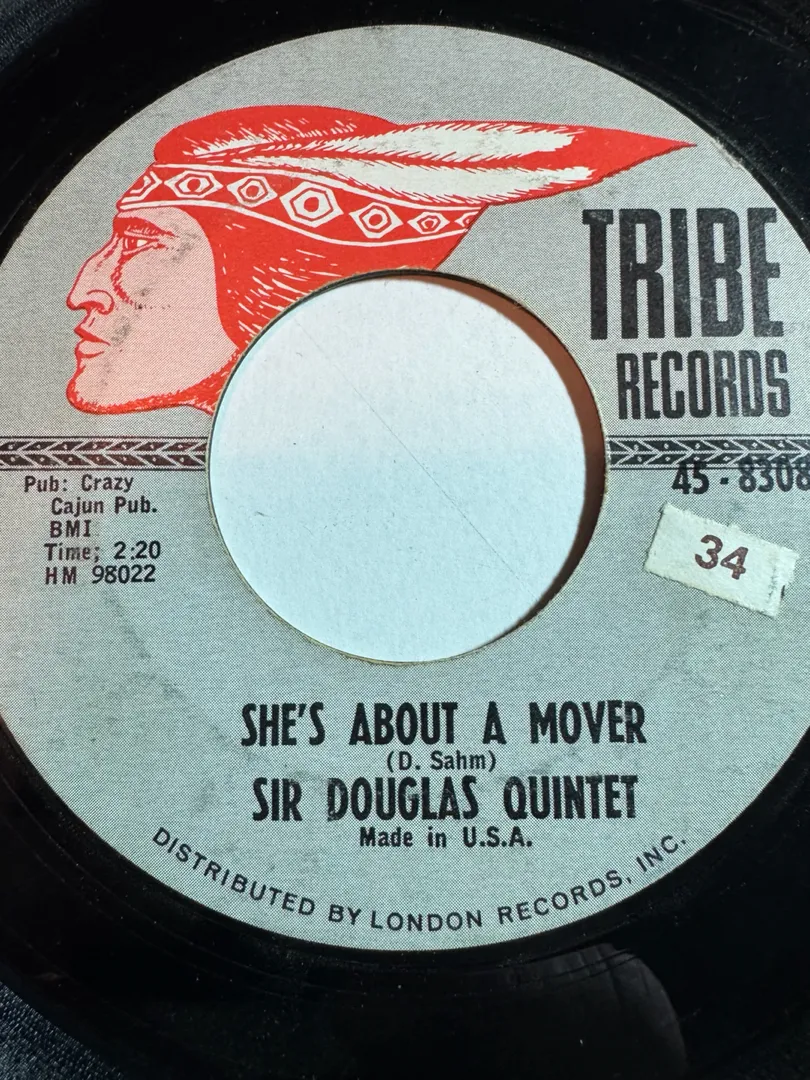 TRIBE
RECORDS
45 - 8308
34
Pub: Crazy
Cajun Pub.
BMI
Time; 2:20
HM 98022
SHE'S ABOUT A MOVER
(D. Sahm)
SIR DOUGLAS QUINTET
Made in U.S.A.
DISTRIBUTED BY LONDON RECORDS, INC.